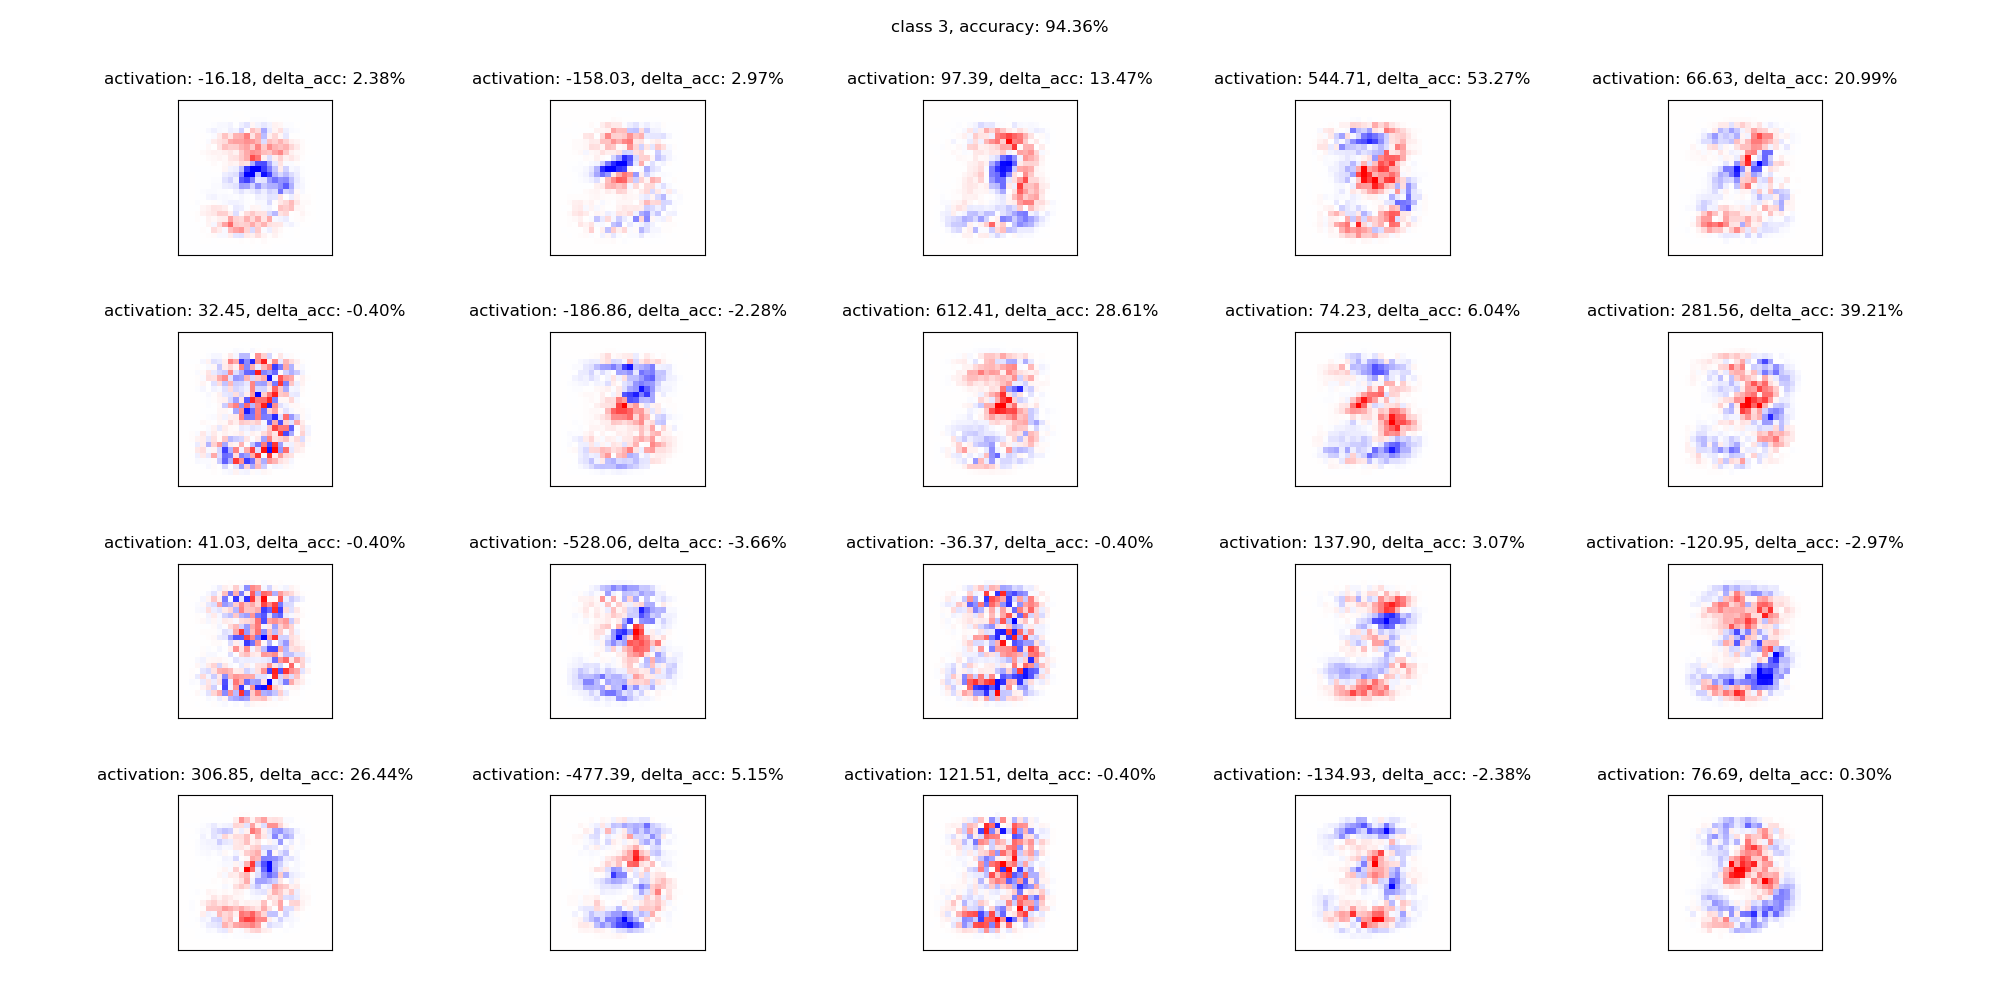 class 3, accuracy: 94.36%
activation: -16.18, delta_acc: 2.38%
activation: -158.03, delta_acc: 2.97%
activation: 97.39, delta_acc: 13.47%
activation: 544.71, delta_acc: 53.27%
activation: 66.63, delta_acc: 20.99%
activation: 32.45, delta_acc: -0.40%
activation: -186.86, delta_acc: -2.28%
activation: 612.41, delta_acc: 28.61%
activation: 74.23, delta_acc: 6.04%
activation: 281.56, delta_acc: 39.21%
activation: 41.03, delta_acc: -0.40%
activation: -528.06, delta_acc: -3.66%
activation: -36.37, delta_acc: -0.40%
activation: 137.90, delta_acc: 3.07%
activation: -120.95, delta_acc: -2.97%
activation: 306.85, delta_acc: 26.44%
activation: -477.39, delta_acc: 5.15%
activation: 121.51, delta_acc: -0.40%
activation: -134.93, delta_acc: -2.38%
activation: 76.69, delta_acc: 0.30%